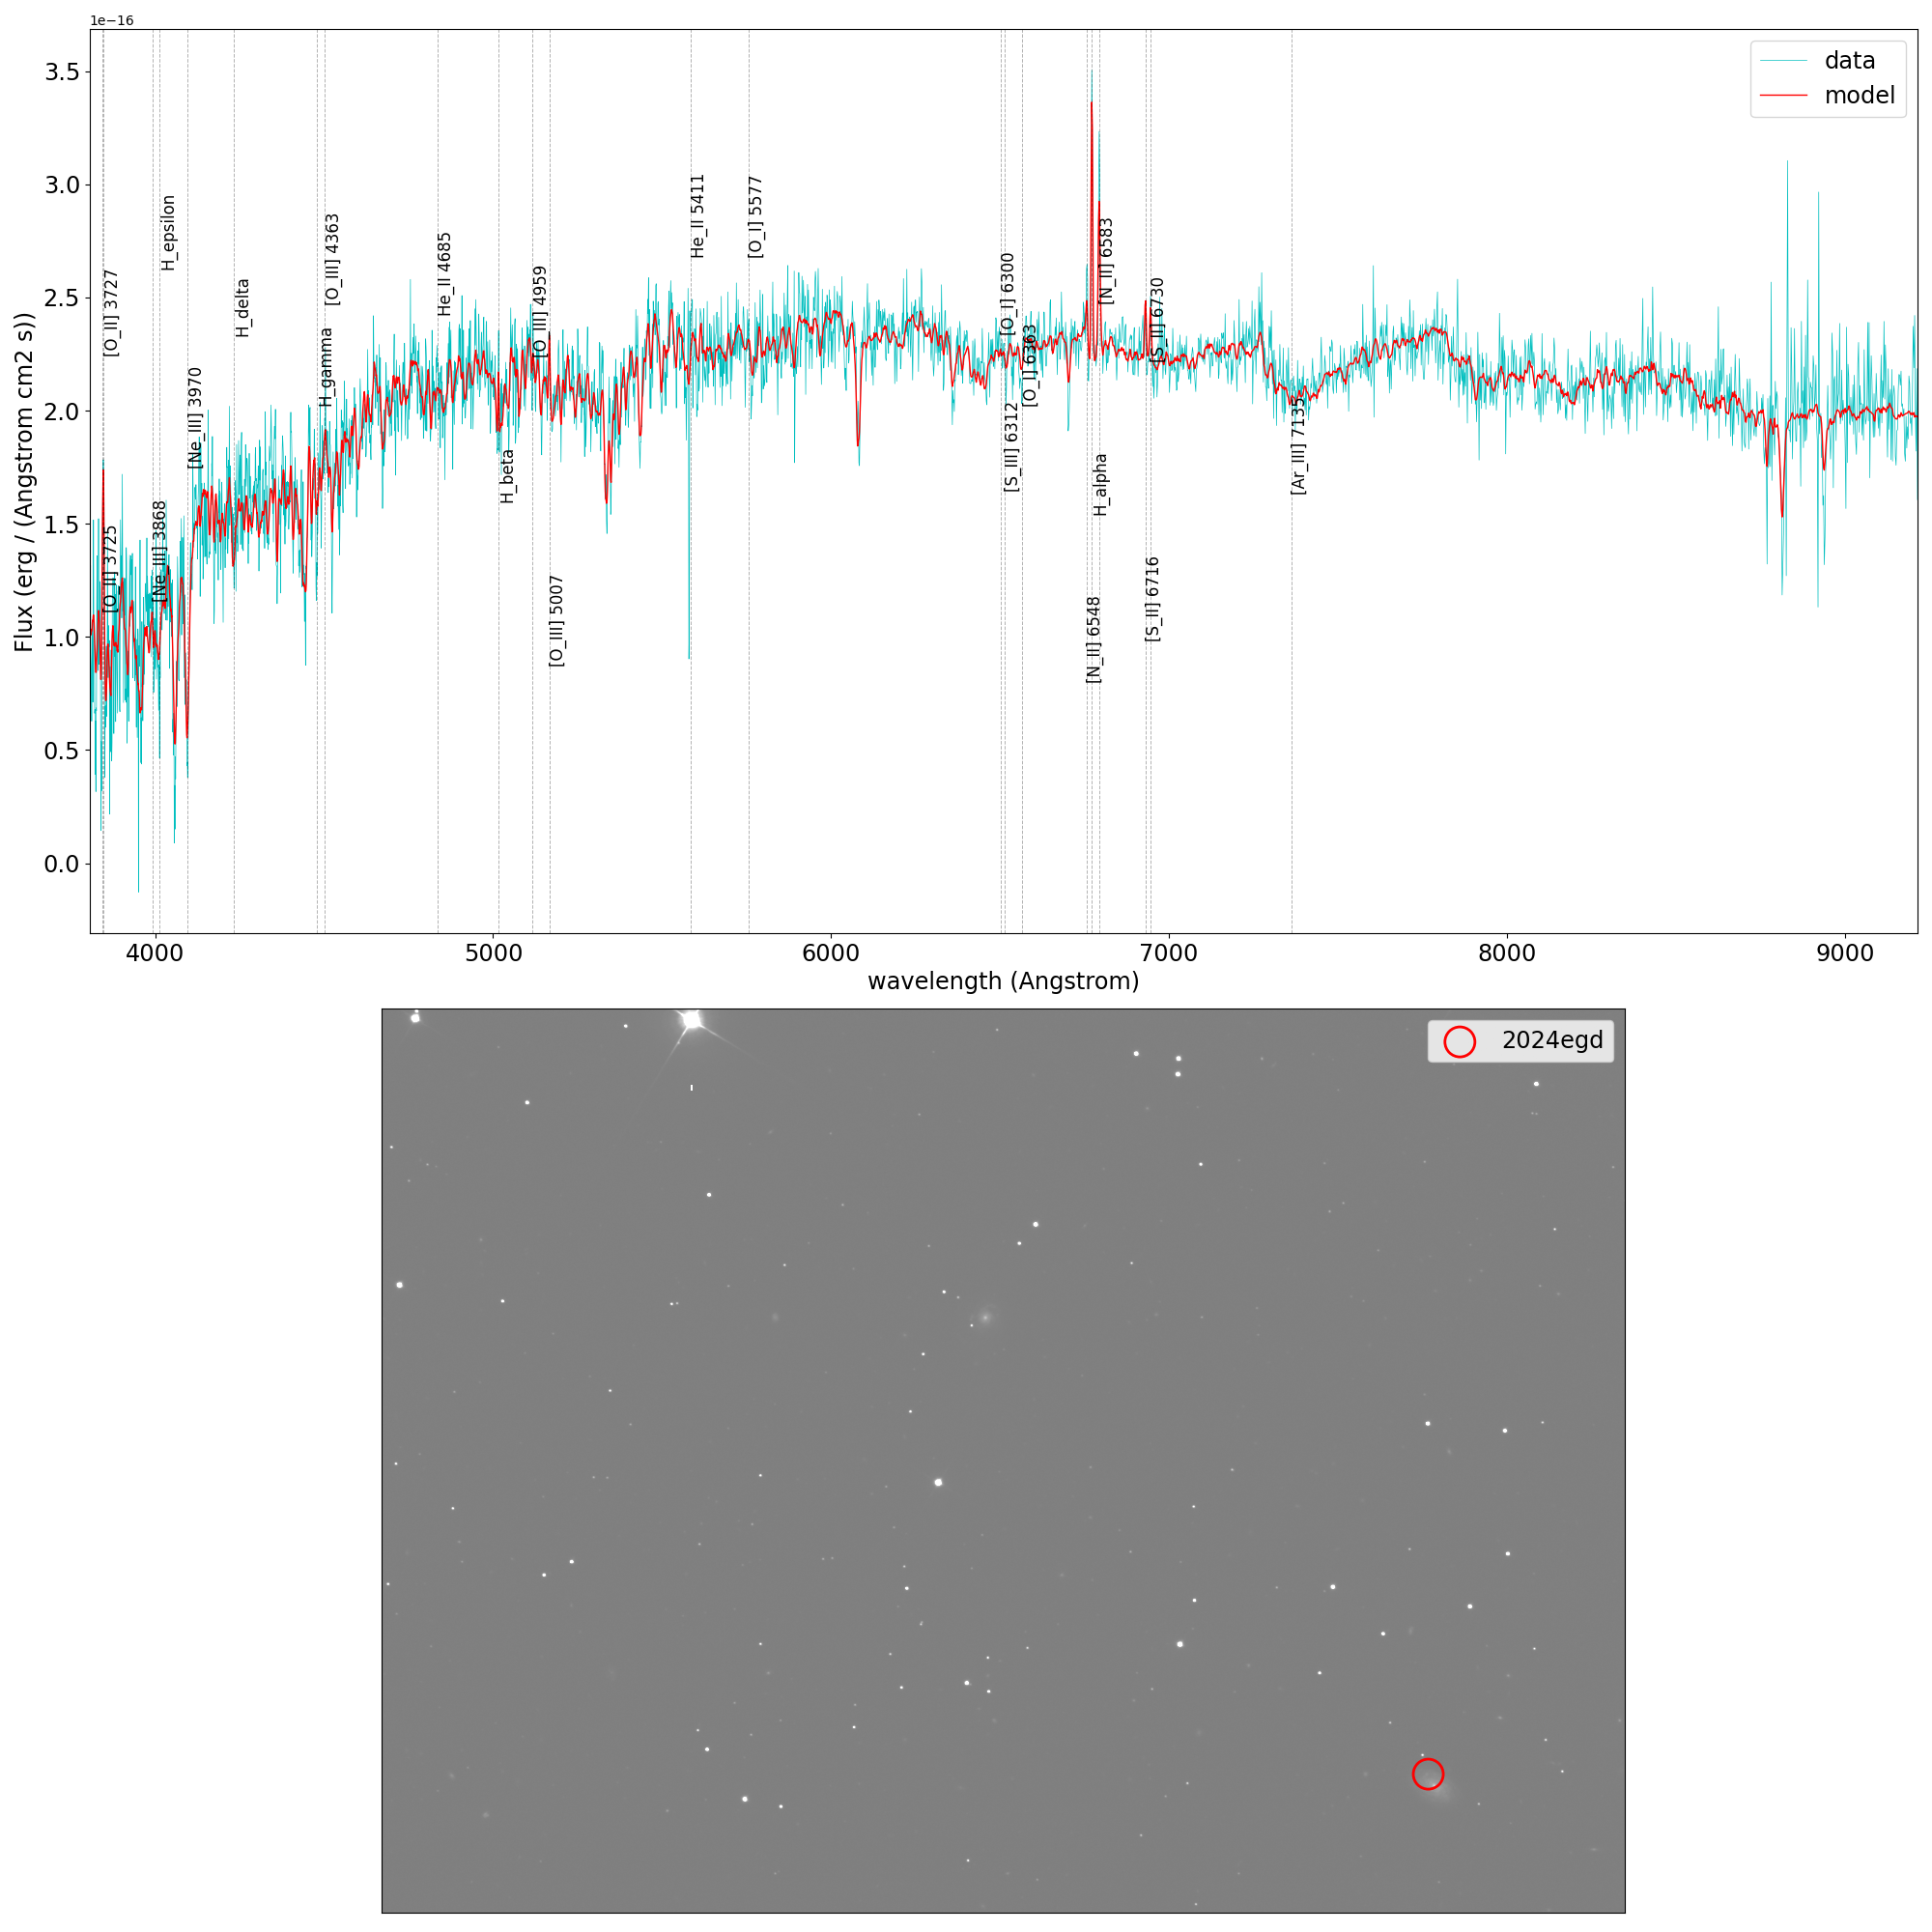 1e−16
data
model
3.5
3.0
2.5
2.0
1.5
1.0
0.5
0.0
Flux (erg / (Angstrom cm2 s))
[O_II] 3727
[O_II] 3725
[Ne_III] 3868
H_epsilon
[Ne_III] 3970
H_delta
H_gamma
[O_III] 4363
He_II 4685
H_beta
[O_III] 4959
[O_III] 5007
He_II 5411
[O_I] 5577
[O_I] 6300
[S_III] 6312
[O_I] 6363
[N_II] 6548
H_alpha
[N_II] 6583
[S_II] 6716
[S_II] 6730
[Ar_III] 7135
4000
5000
6000
7000
8000
9000
wavelength (Angstrom)
2024egd